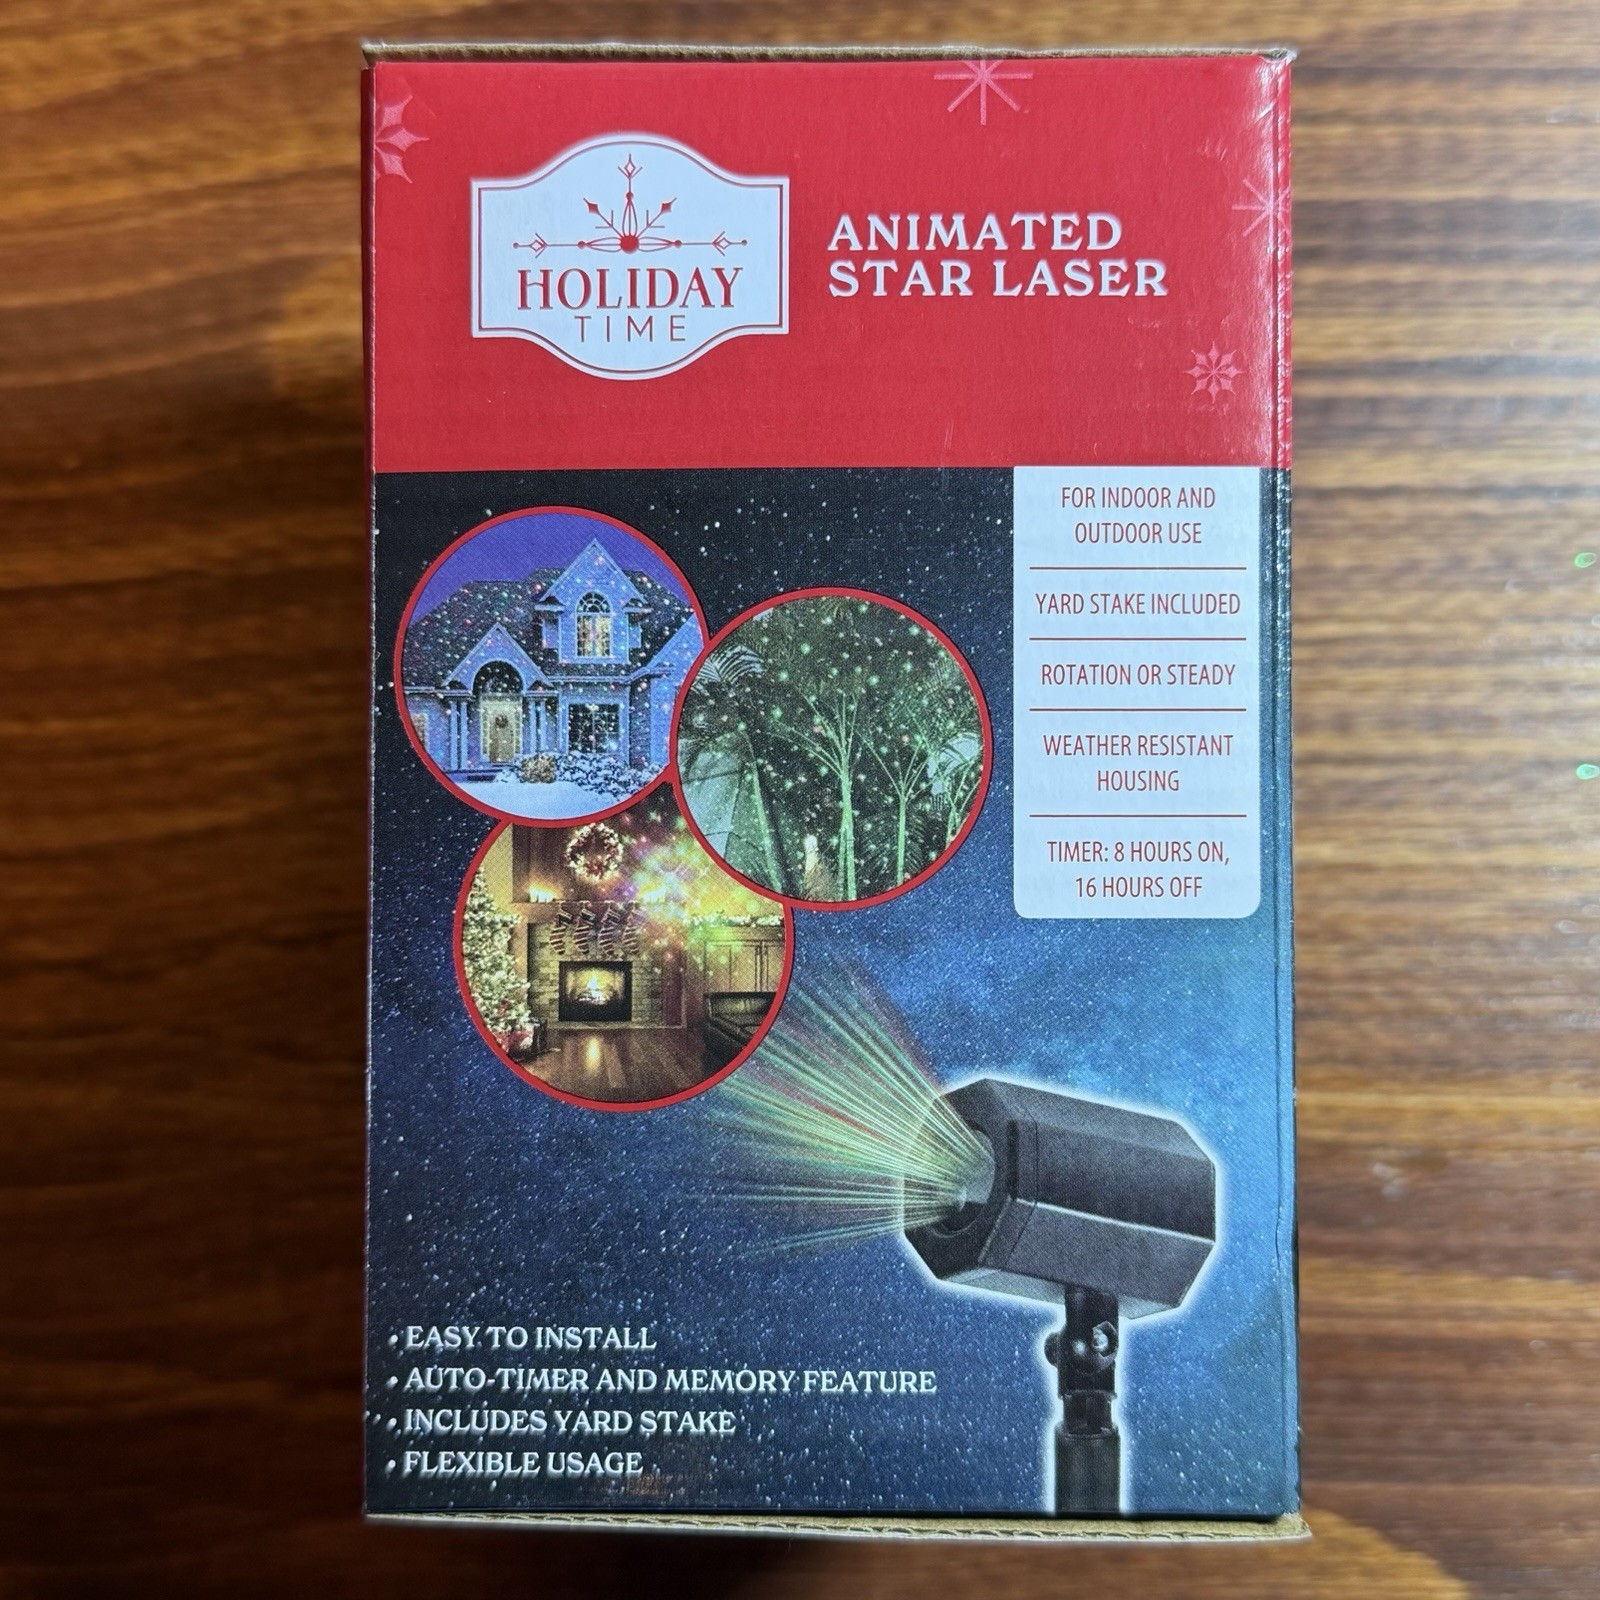 HOLIDAY
TIME
ANIMATED
STAR LASER
FOR INDOOR AND
OUTDOOR USE
YARD STAKE INCLUDED
ROTATION OR STEADY
WEATHER RESISTANT
HOUSING
TIMER: 8 HOURS ON,
16 HOURS OFF
• EASY TO INSTALL
• AUTO-TIMER AND MEMORY FEATURE
• INCLUDES YARD STAKE
• FLEXIBLE USAGE